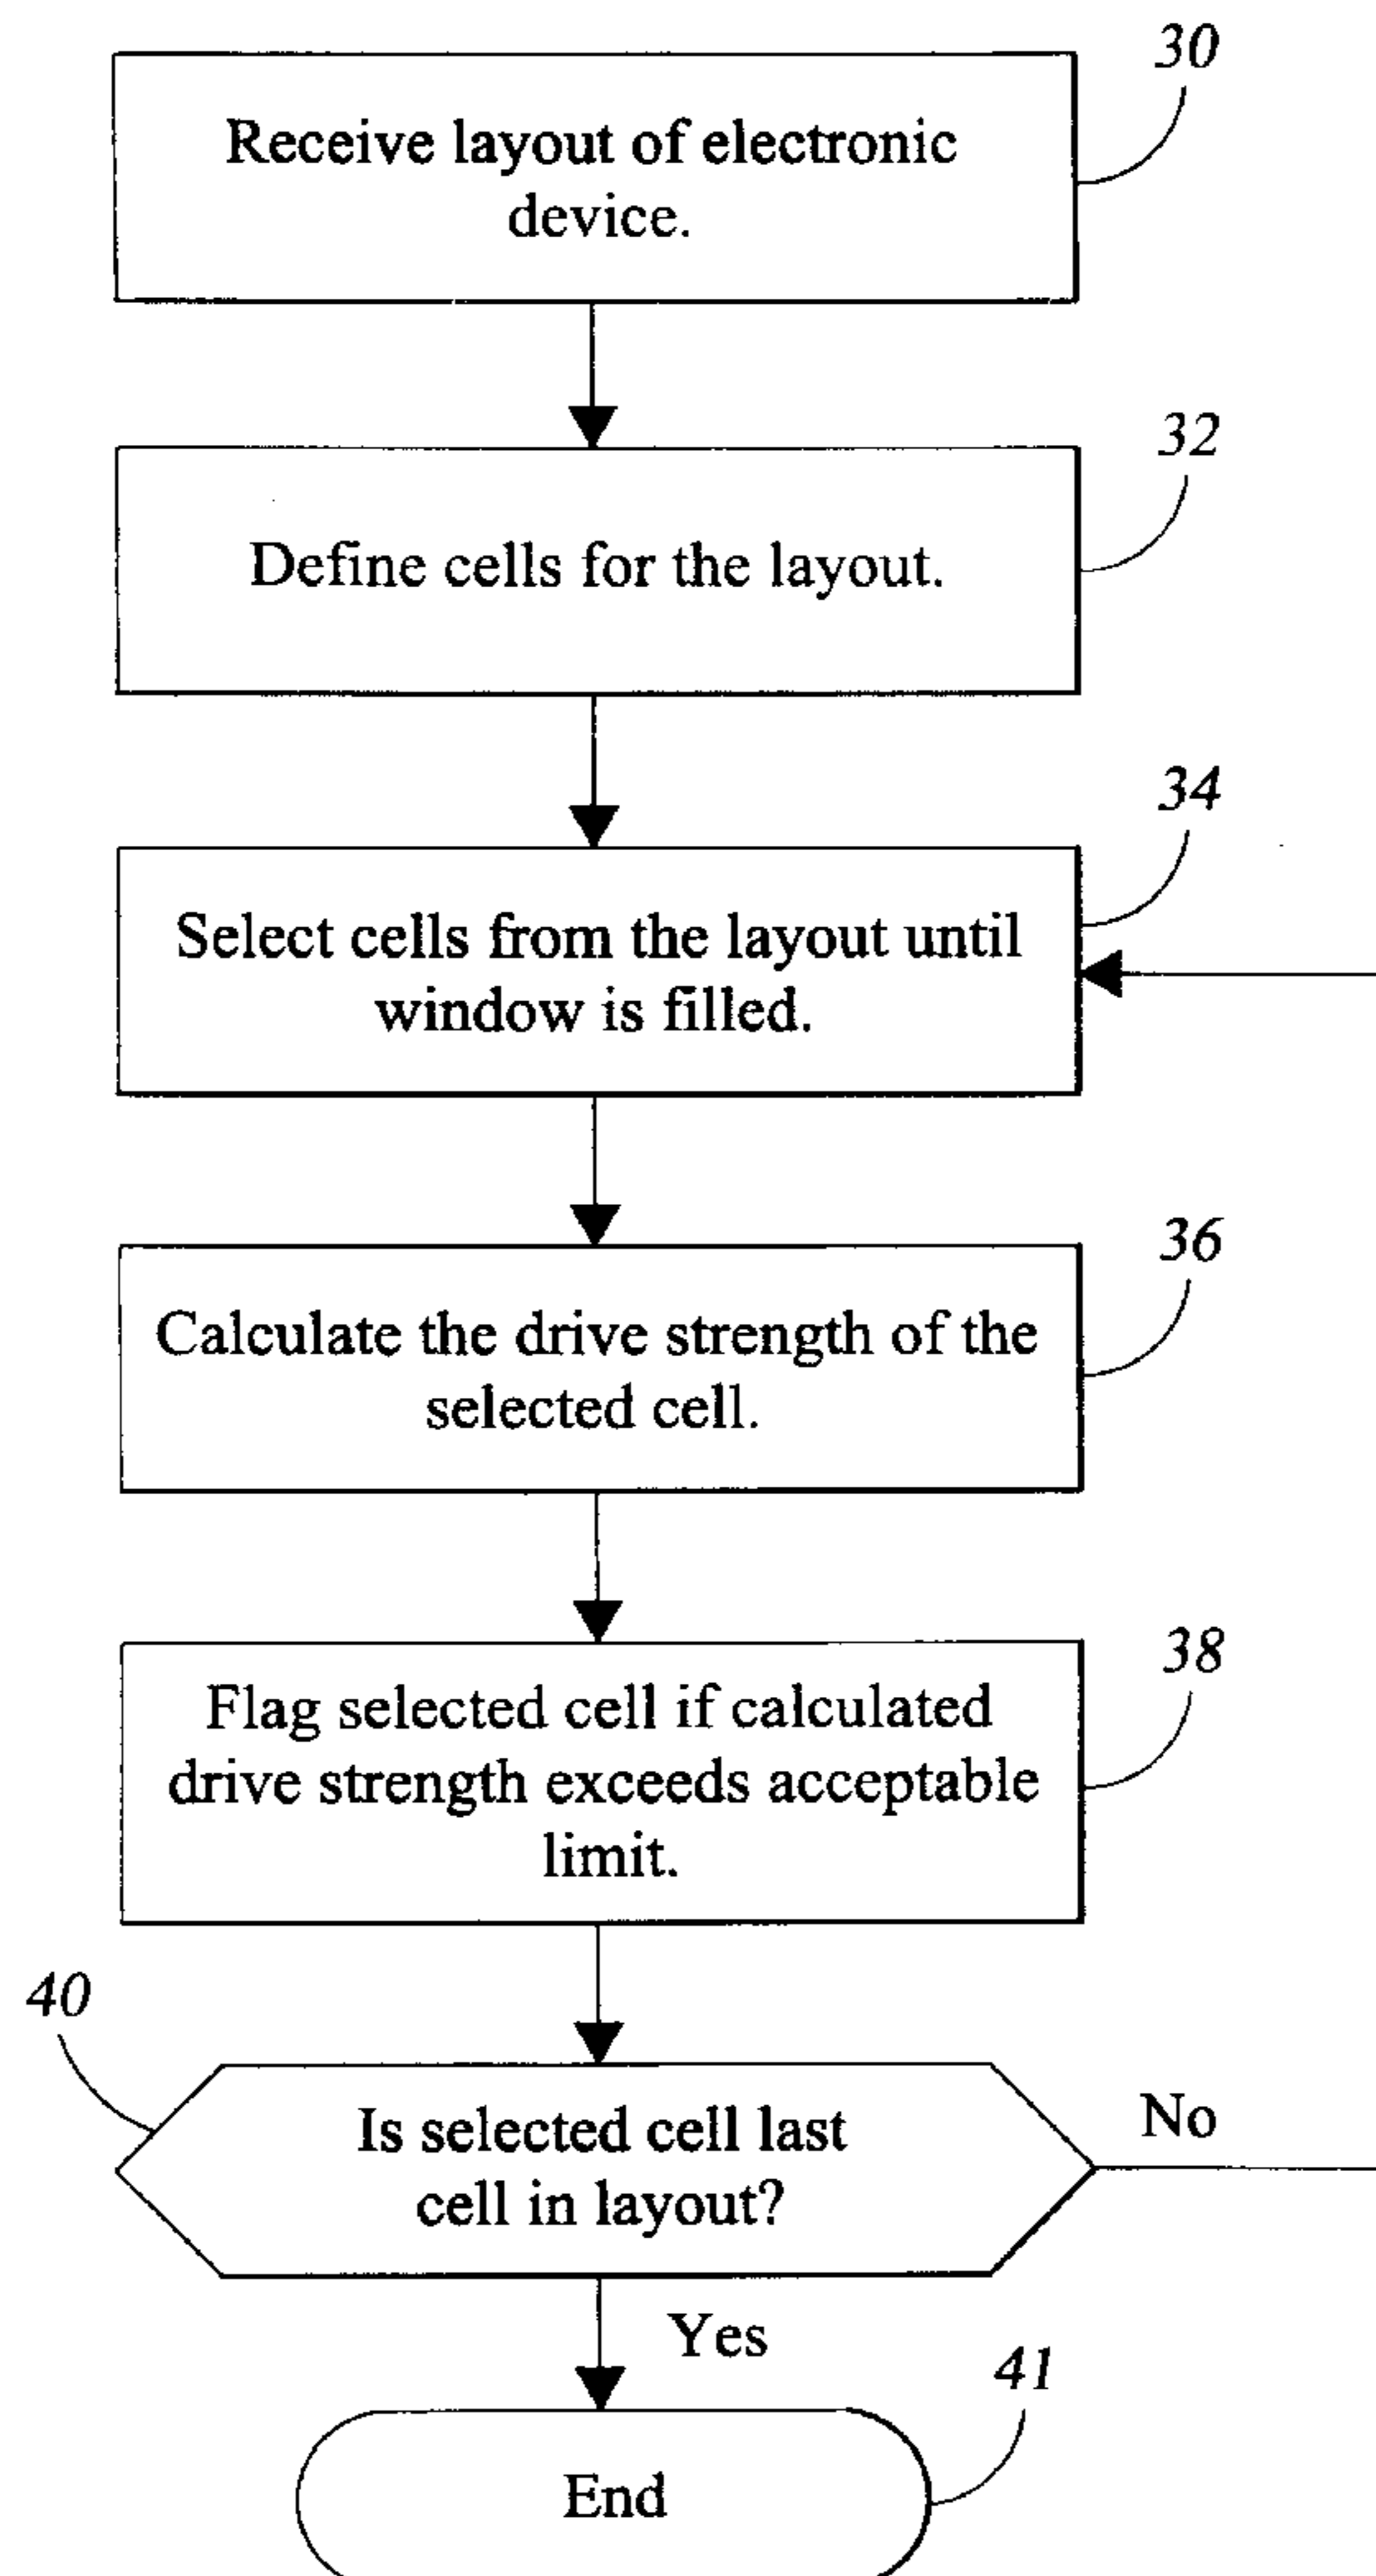 30
Receive layout of electronic
device.
32
Define cells for the layout.
34
Select cells from the layout until
window is filled.
36
Calculate the drive strength of the
selected cell.
38
Flag selected cell if calculated
drive strength exceeds acceptable
limit.
40
Is selected cell last
cell in layout?
No
Yes
41
End